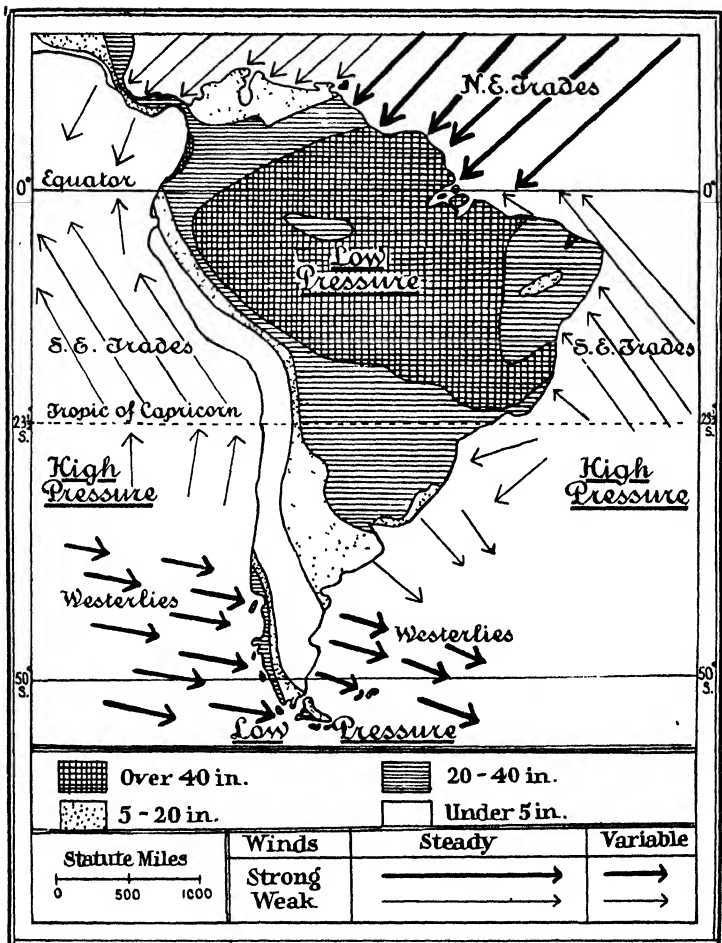 N.E. Trades
Equator
0°
0°
Low
Pressure
S.E. Trades
S.E. Trades
Tropic of Capricorn
23½°
S.
23½°
S.
High
Pressure
High
Pressure
Westerlies
Westerlies
50°
S.
50°
S.
Low Pressure
Over 40 in.
20-40 in.
5-20 in.
Under 5 in.
Statute Miles
0 500 1000
Winds Steady Variable
Strong
Weak